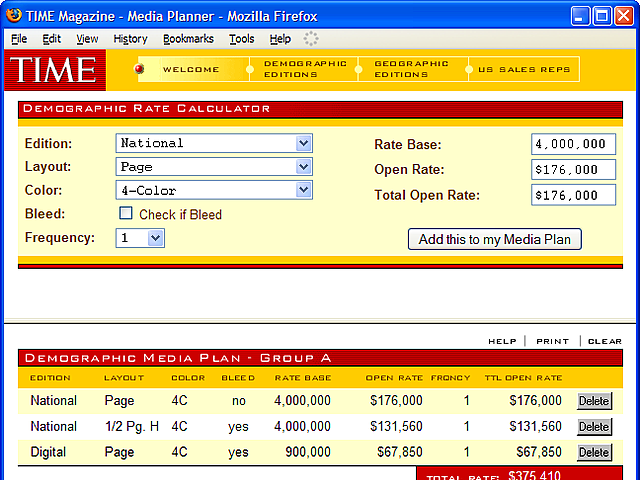 TIME Magazine - Media Planner - Mozilla Firefox
File Edit View History Bookmarks Tools Help
TIME WELCOME DEMOGRAPHIC EDITIONS GEOGRAPHIC EDITIONS US SALES REPS
DEMOGRAPHIC RATE CALCULATOR
Edition: National Rate Base: 4,000,000
Layout: Page Open Rate: $176,000
Color: 4-Color Total Open Rate: $176,000
Bleed: Check if Bleed
Frequency: 1 Add this to my Media Plan
HELP | PRINT | CLEAR
DEMOGRAPHIC MEDIA PLAN - GROUP A
EDITION LAYOUT COLOR BLEED RATE BASE OPEN RATE FRQNCY TTL OPEN RATE
National Page 4C no 4,000,000 $176,000 1 $176,000 Delete
National 1/2 Pg. H 4C yes 4,000,000 $131,560 1 $131,560 Delete
Digital Page 4C yes 900,000 $67,850 1 $67,850 Delete
TOTAL RATE: $375,410